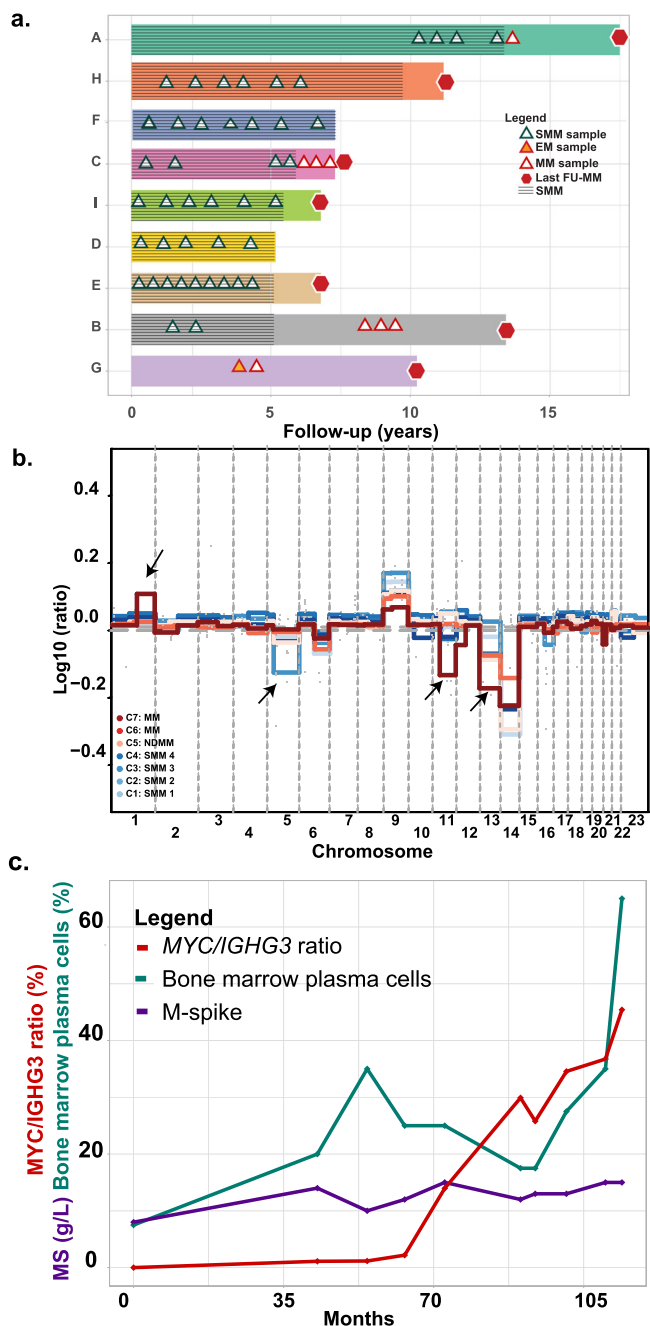 a.
A
H
F
C
I
D
E
B
G
Legend
SMM sample
EM sample
MM sample
Last FU-MM
SMM
0
5
10
15
Follow-up (years)
b.
Log10 (ratio)
0.4
0.2
0.0
−0.2
−0.4
C7: MM
C6: MM
C5: NDMM
C4: SMM 4
C3: SMM 3
C2: SMM 2
C1: SMM 1
1 3 5 7 9 11 13 15 17 19 21 23
2 4 6 8 10 12 14 16 18 20 22
Chromosome
c.
MYC/IGHG3 ratio (%)
MS (g/L) Bone marrow plasma cells (%)
60
40
20
0
Legend
MYC/IGHG3 ratio
Bone marrow plasma cells
M-spike
0 35 70 105
Months